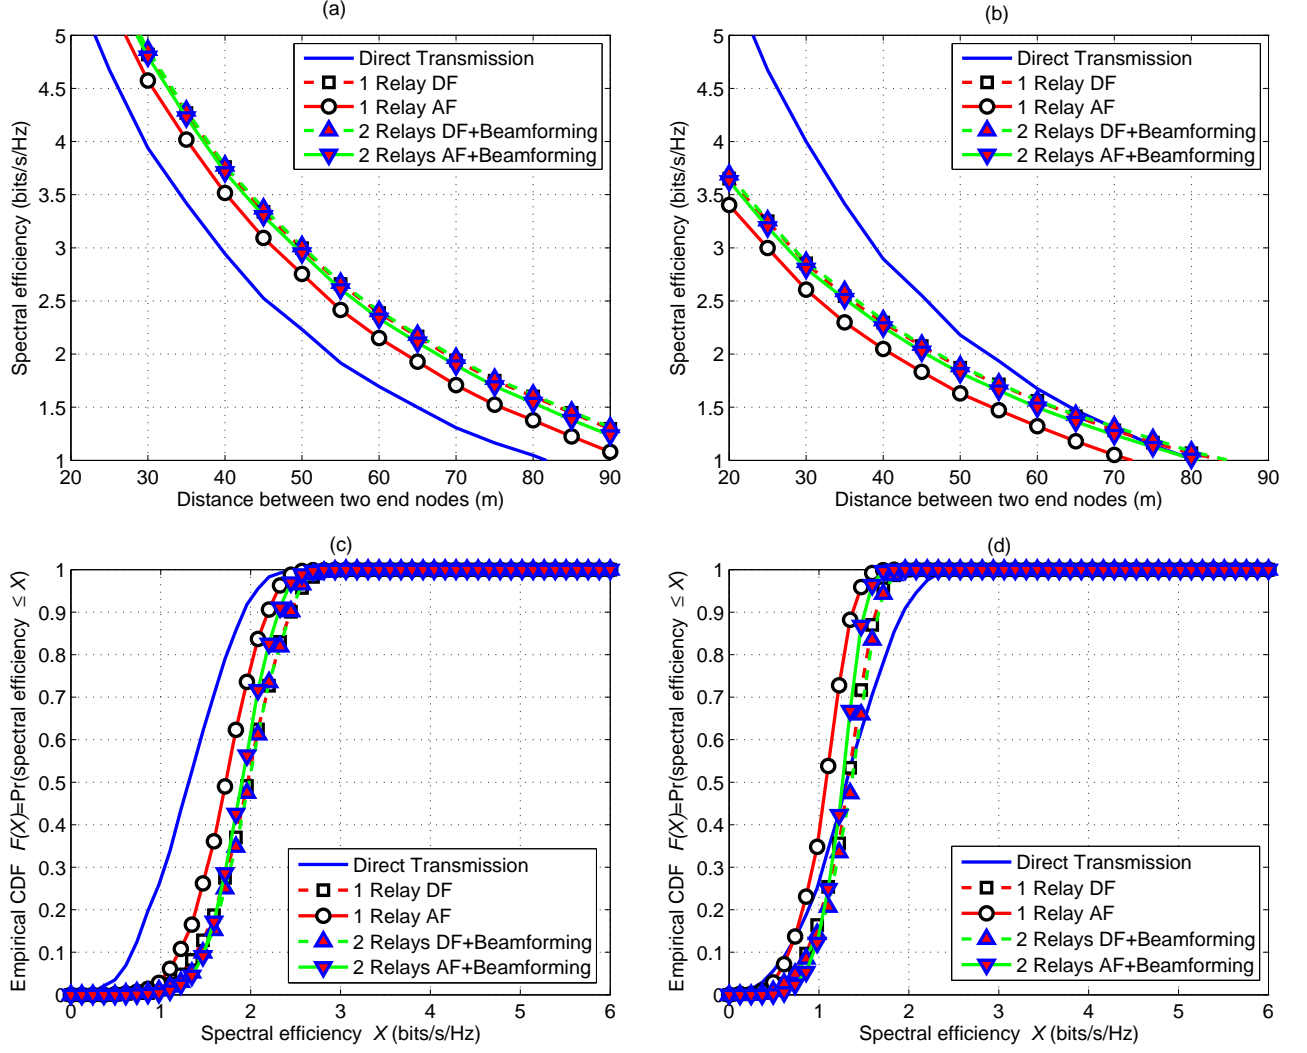 (a)
5
4.5
4
3.5
3
2.5
2
1.5
1
20 30 40 50 60 70 80 90
Spectral efficiency (bits/s/Hz)
Distance between two end nodes (m)
Direct Transmission
1 Relay DF
1 Relay AF
2 Relays DF+Beamforming
2 Relays AF+Beamforming
(b)
5
4.5
4
3.5
3
2.5
2
1.5
1
20 30 40 50 60 70 80 90
Spectral efficiency (bits/s/Hz)
Distance between two end nodes (m)
Direct Transmission
1 Relay DF
1 Relay AF
2 Relays DF+Beamforming
2 Relays AF+Beamforming
(c)
1
0.9
0.8
0.7
0.6
0.5
0.4
0.3
0.2
0.1
0
0 1 2 3 4 5 6
Empirical CDF F(X)=Pr(spectral efficiency ≤ X)
Spectral efficiency X (bits/s/Hz)
Direct Transmission
1 Relay DF
1 Relay AF
2 Relays DF+Beamforming
2 Relays AF+Beamforming
(d)
1
0.9
0.8
0.7
0.6
0.5
0.4
0.3
0.2
0.1
0
0 1 2 3 4 5 6
Empirical CDF F(X)=Pr(spectral efficiency ≤ X)
Spectral efficiency X (bits/s/Hz)
Direct Transmission
1 Relay DF
1 Relay AF
2 Relays DF+Beamforming
2 Relays AF+Beamforming